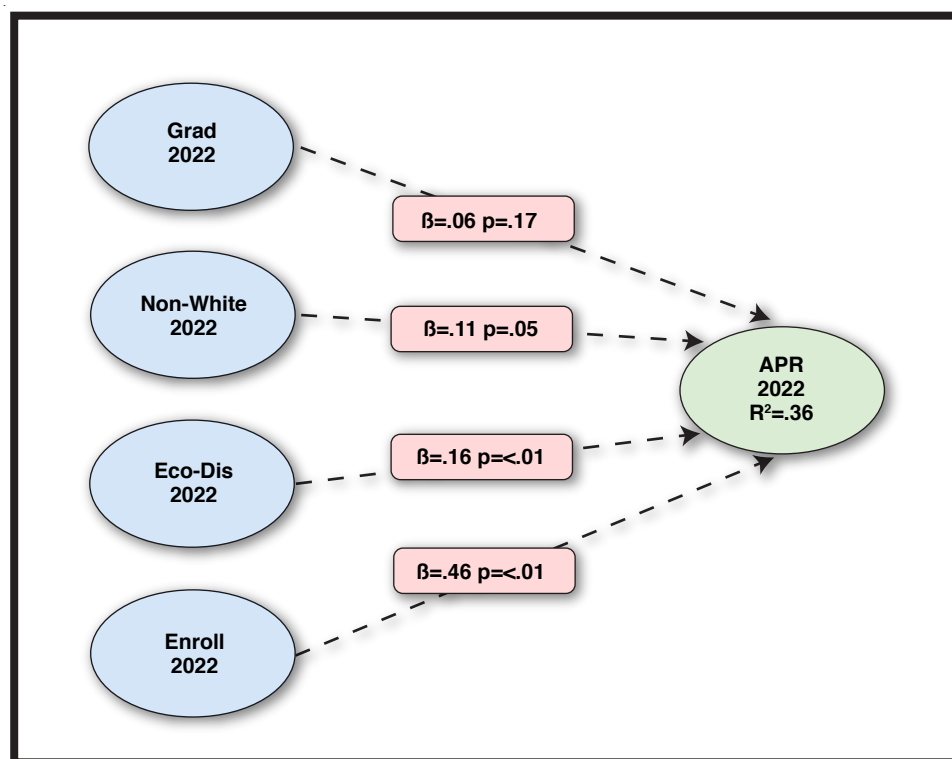 Grad
2022
ß=.06 p=.17
Non-White
2022
ß=.11 p=.05
APR
2022
R²=.36
Eco-Dis
2022
ß=.16 p=<.01
Enroll
2022
ß=.46 p=<.01